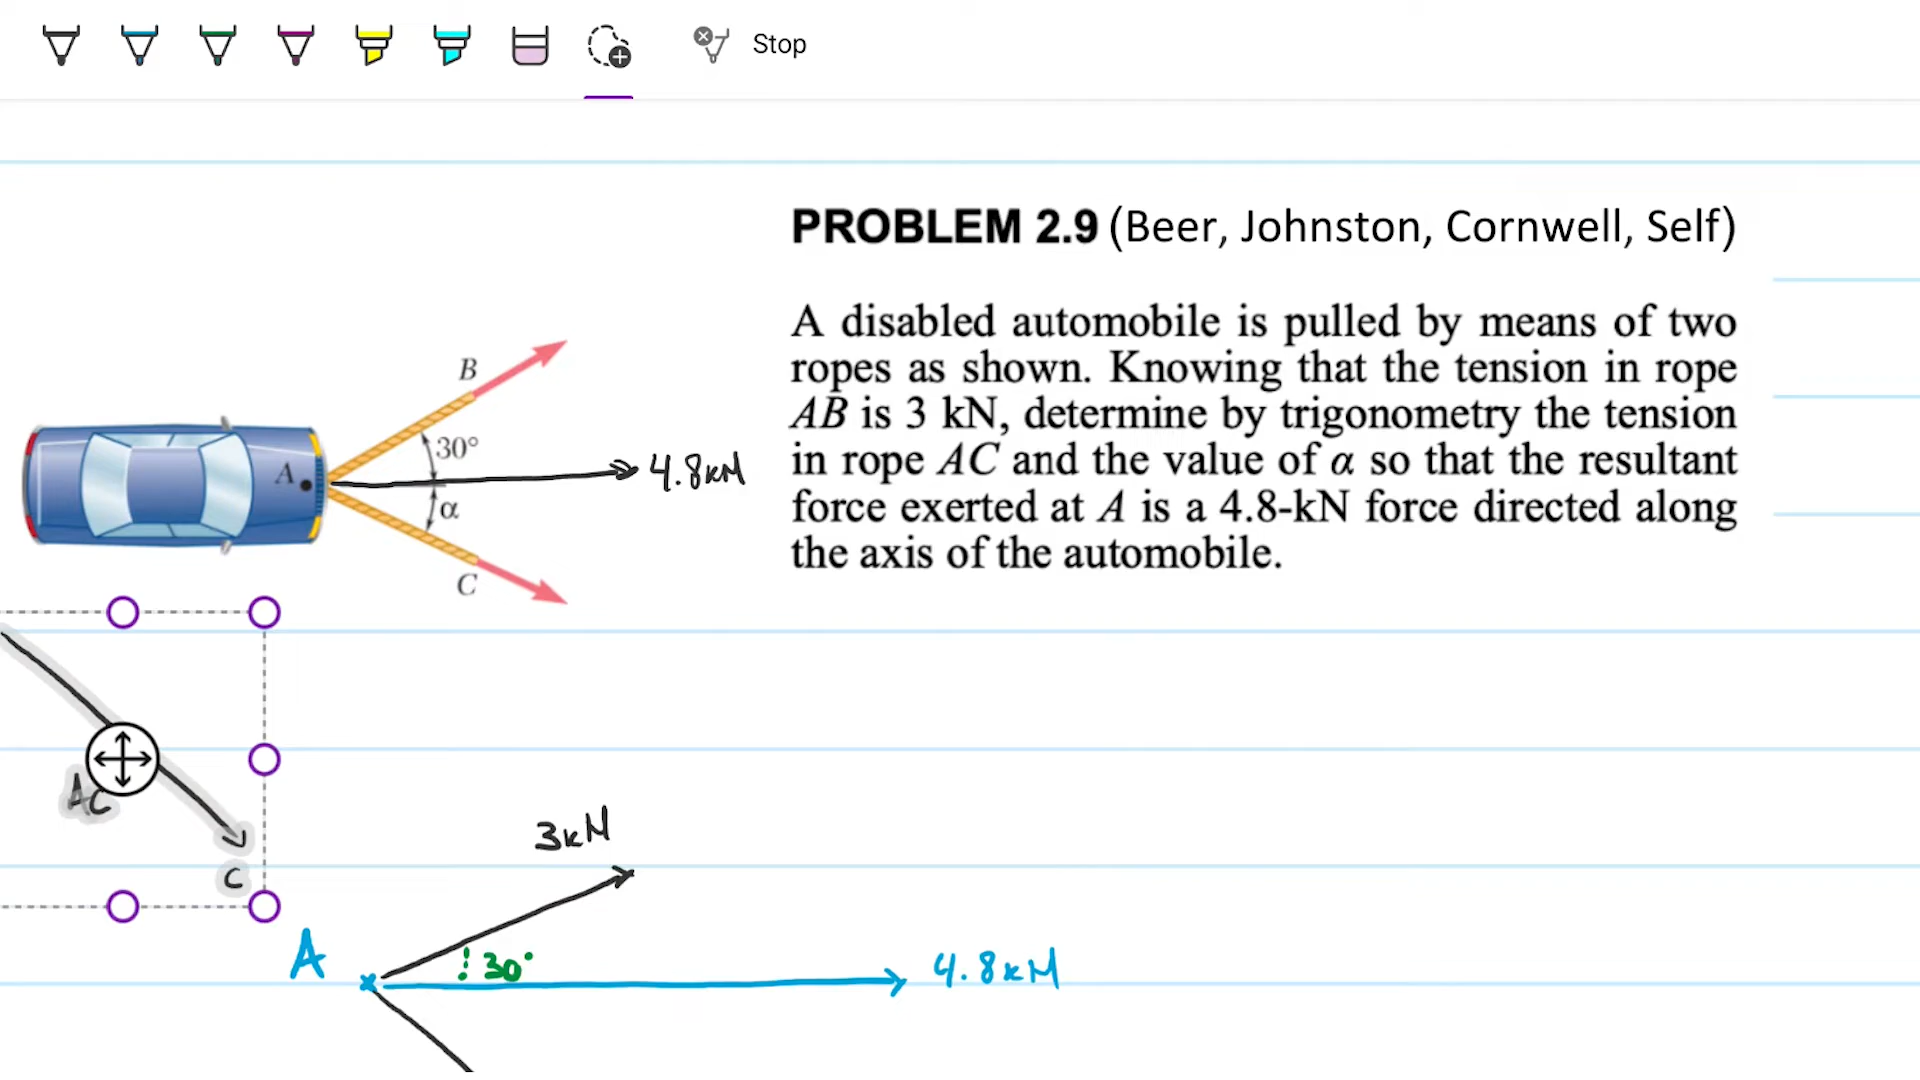 Stop
PROBLEM 2.9 (Beer, Johnston, Cornwell, Self)
A disabled automobile is pulled by means of two
ropes as shown. Knowing that the tension in rope
AB is 3 kN, determine by trigonometry the tension
in rope AC and the value of α so that the resultant
force exerted at A is a 4.8-kN force directed along
the axis of the automobile.
B
30°
A
4.8kN
α
C
AC
C
3kN
A
30°
4.8kN